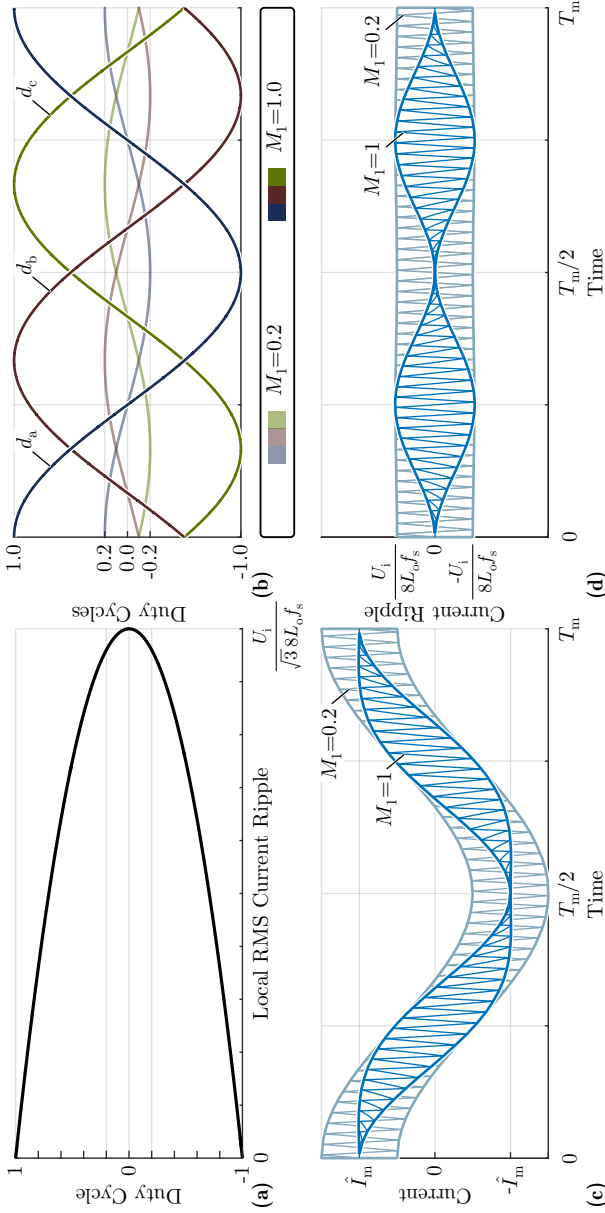 1
0
-1
Duty Cycle
0
Local RMS Current Ripple
U_i
√3 8L_o f_s
(a)
1.0
0.2
0.0
-0.2
-1.0
Duty Cycles
d_a
d_b
d_c
M_1=0.2
M_1=1.0
(b)
Î_m
0
-Î_m
Current
M_1=0.2
M_1=1
0
T_m/2
T_m
Time
(c)
U_i
8L_o f_s
0
-U_i
8L_o f_s
Current Ripple
M_1=1
M_1=0.2
0
T_m/2
T_m
Time
(d)